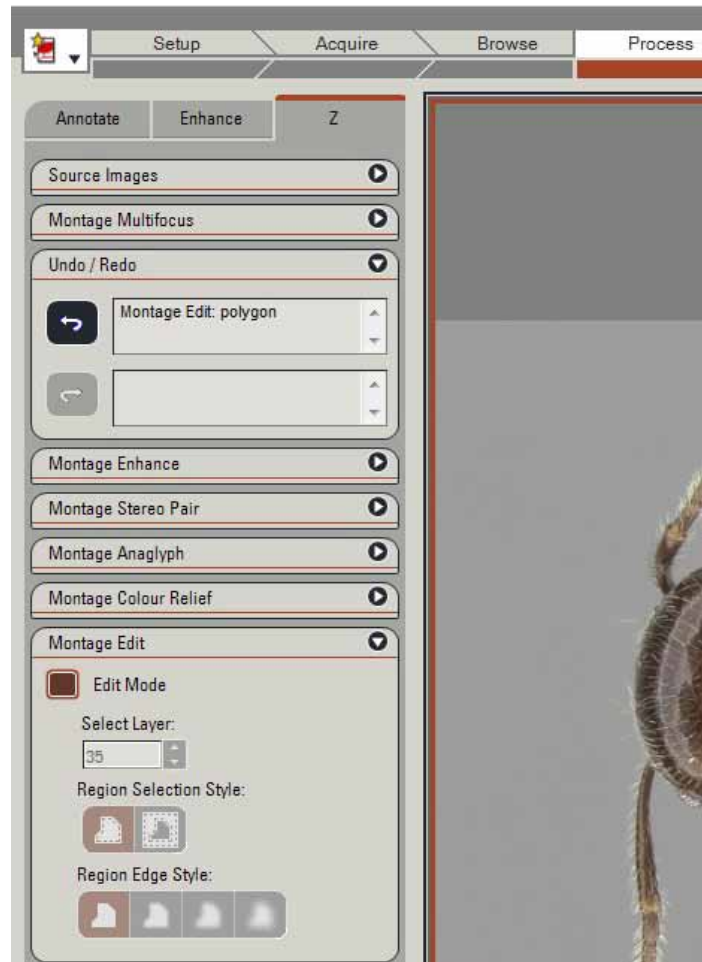 Setup
Acquire
Browse
Process
Annotate
Enhance
Z
Source Images
Montage Multifocus
Undo / Redo
Montage Edit: polygon
Montage Enhance
Montage Stereo Pair
Montage Anaglyph
Montage Colour Relief
Montage Edit
Edit Mode
Select Layer:
35
Region Selection Style:
Region Edge Style: